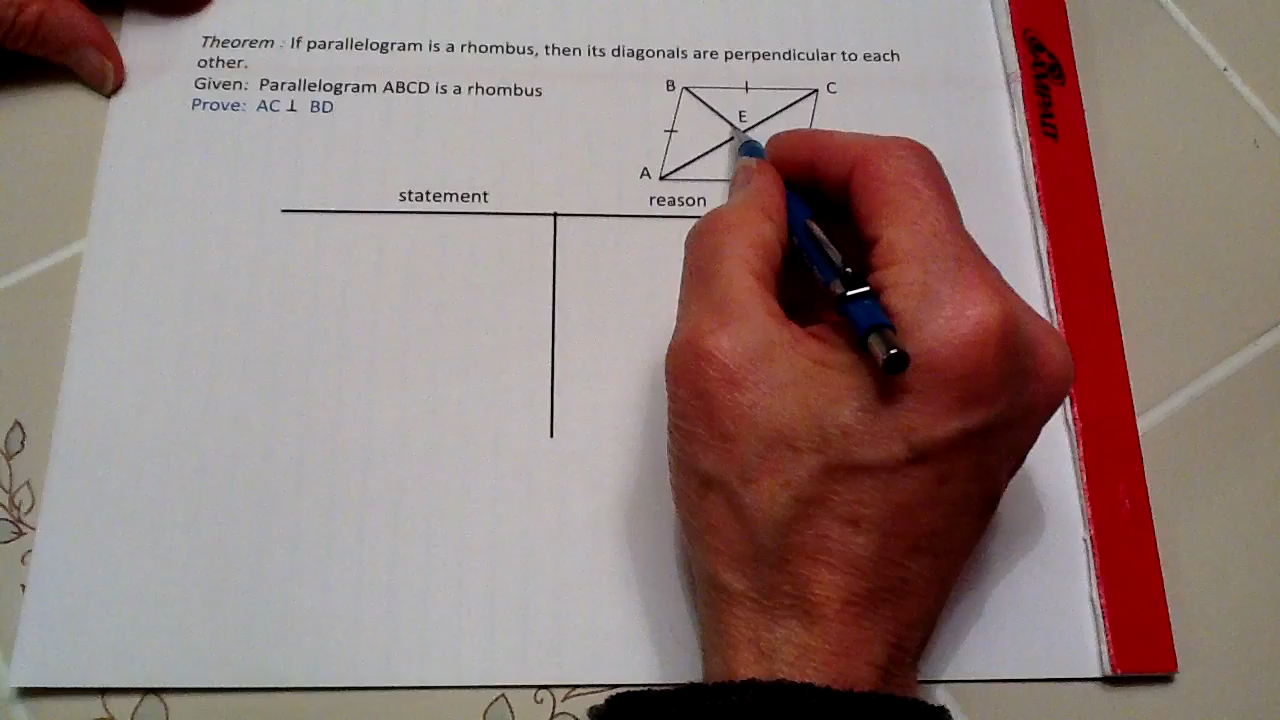 Theorem : If parallelogram is a rhombus, then its diagonals are perpendicular to each
other.
Given: Parallelogram ABCD is a rhombus
Prove: AC ⊥ BD
B
C
E
A
statement
reason